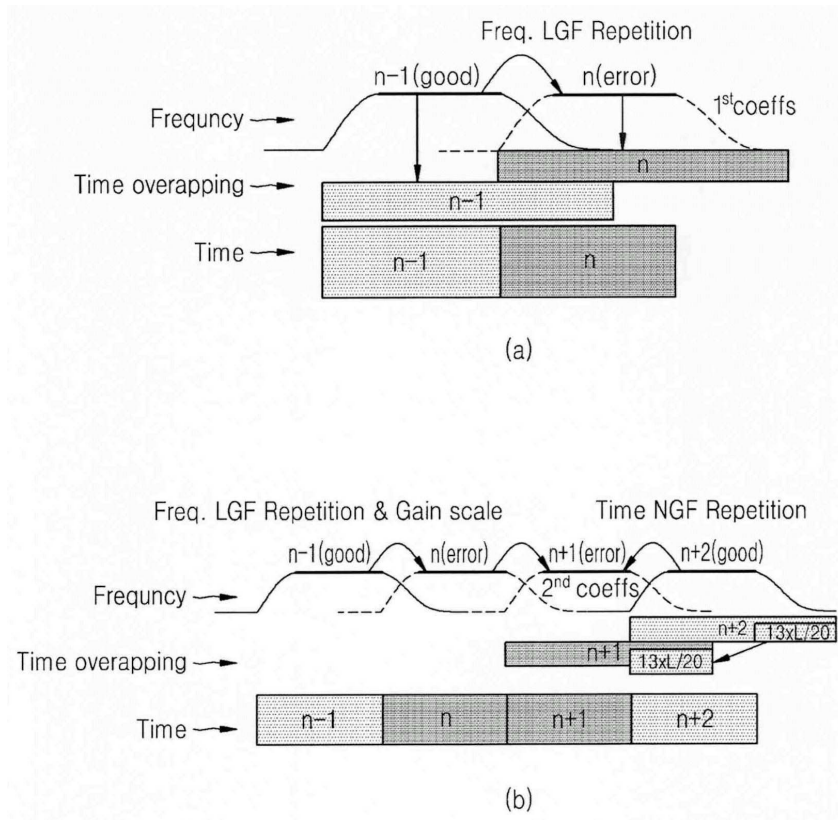 Freq. LGF Repetition
n-1(good) n(error)
1st coeffs
Frequncy
n
Time overapping
n-1
Time
n-1 n
(a)
Freq. LGF Repetition & Gain scale Time NGF Repetition
n-1(good) n(error) n+1(error) n+2(good)
2nd coeffs
Frequncy
n+2 13xL/20
Time overapping
n+1 13xL/20
Time
n-1 n n+1 n+2
(b)